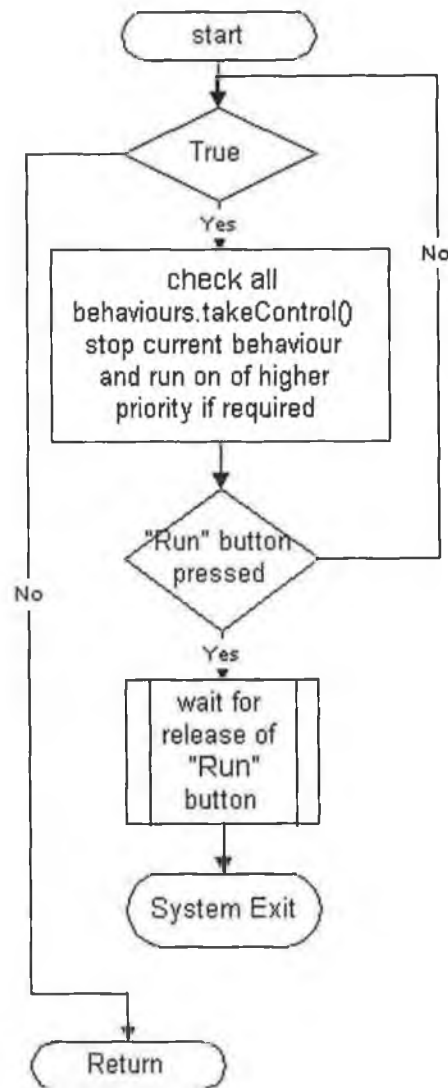 start
True
Yes
No
check all
behaviours.takeControl()
stop current behaviour
and run on of higher
priority if required
"Run" button
pressed
No
Yes
wait for
release of
"Run"
button
System Exit
Return